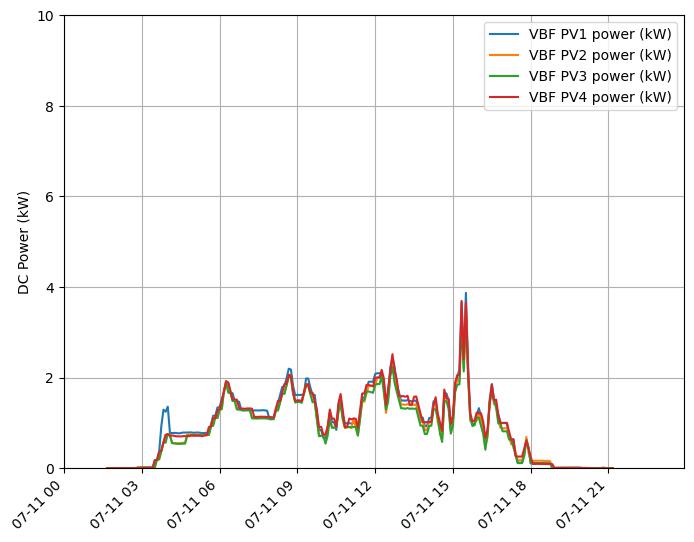 10
8
6
4
2
0
DC Power (kW)
VBF PV1 power (kW)
VBF PV2 power (kW)
VBF PV3 power (kW)
VBF PV4 power (kW)
07-11 00
07-11 03
07-11 06
07-11 09
07-11 12
07-11 15
07-11 18
07-11 21